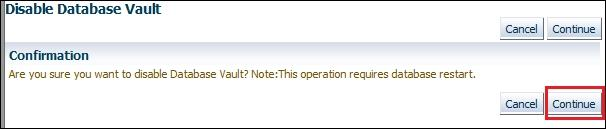 Disable Database Vault
Cancel Continue
Confirmation
Are you sure you want to disable Database Vault? Note:This operation requires database restart.
Cancel Continue